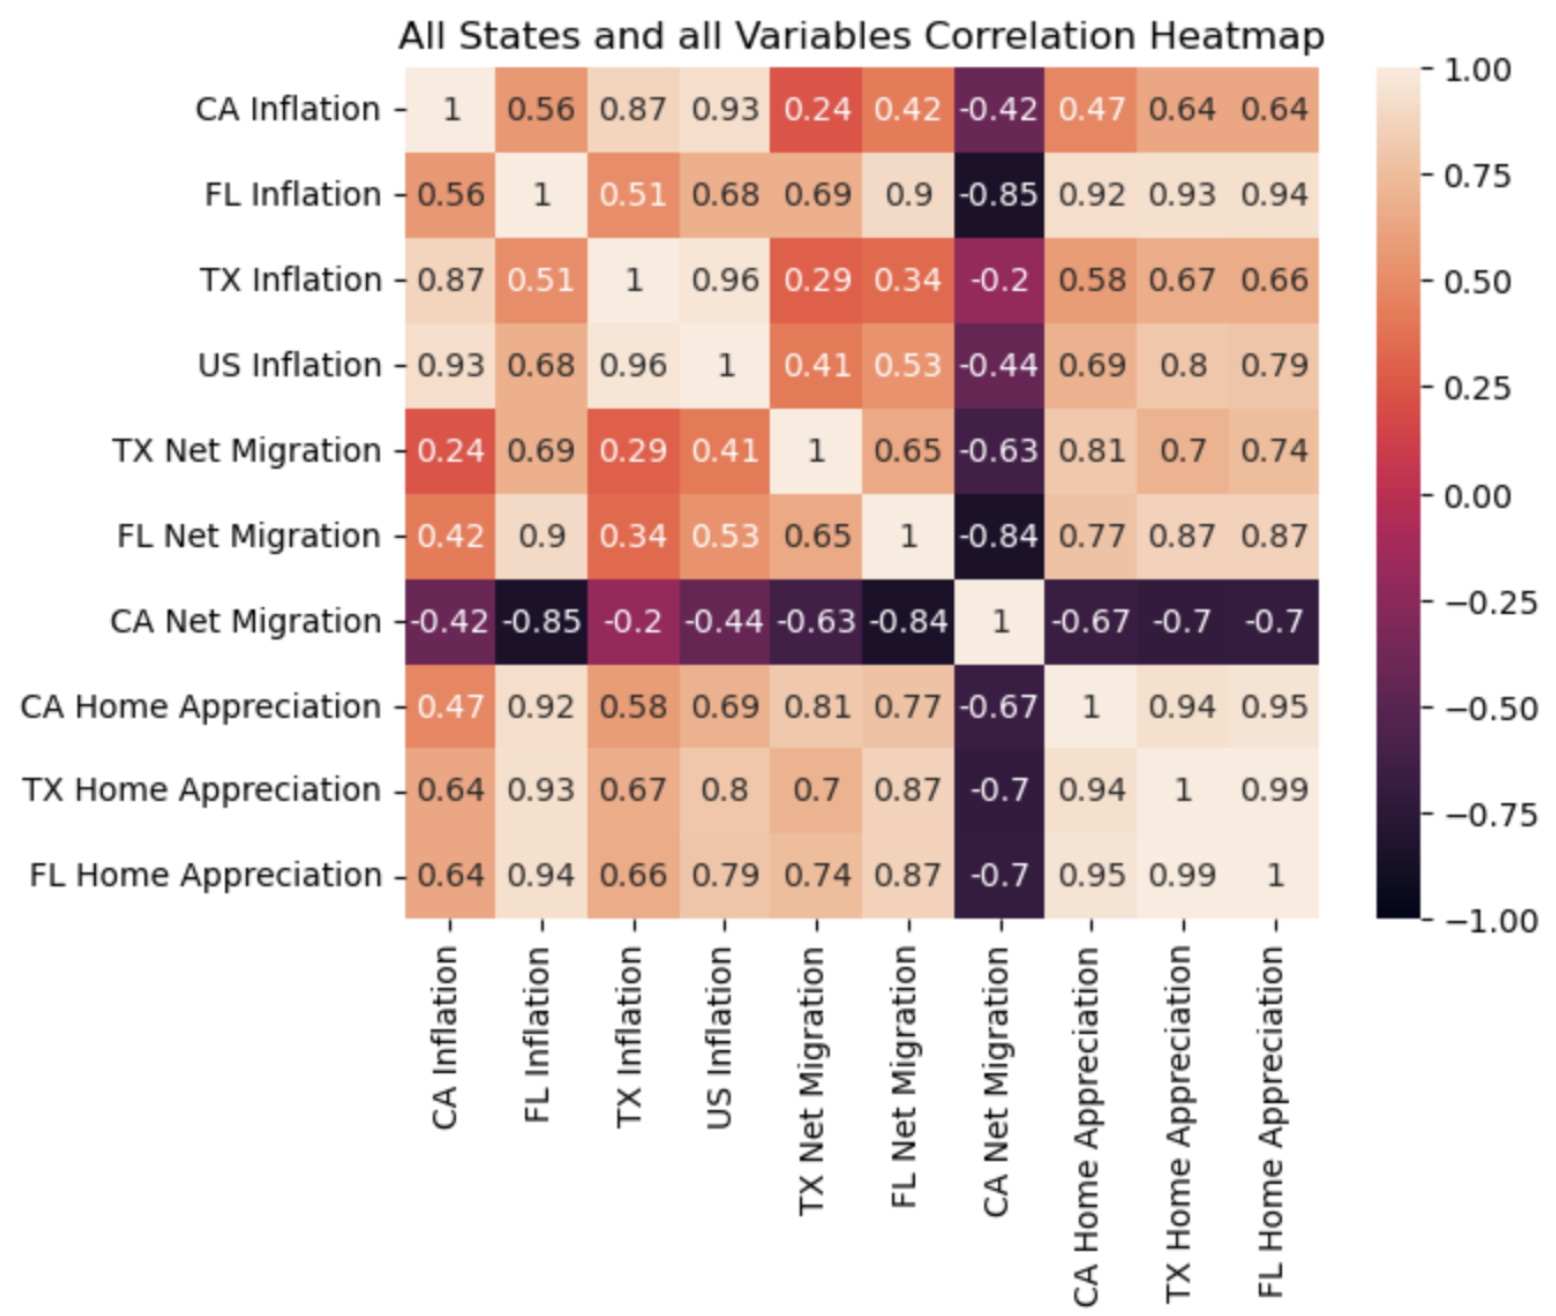 All States and all Variables Correlation Heatmap
CA Inflation 1 0.56 0.87 0.93 0.24 0.42 -0.42 0.47 0.64 0.64
FL Inflation 0.56 1 0.51 0.68 0.69 0.9 -0.85 0.92 0.93 0.94
TX Inflation 0.87 0.51 1 0.96 0.29 0.34 -0.2 0.58 0.67 0.66
US Inflation 0.93 0.68 0.96 1 0.41 0.53 -0.44 0.69 0.8 0.79
TX Net Migration 0.24 0.69 0.29 0.41 1 0.65 -0.63 0.81 0.7 0.74
FL Net Migration 0.42 0.9 0.34 0.53 0.65 1 -0.84 0.77 0.87 0.87
CA Net Migration -0.42 -0.85 -0.2 -0.44 -0.63 -0.84 1 -0.67 -0.7 -0.7
CA Home Appreciation 0.47 0.92 0.58 0.69 0.81 0.77 -0.67 1 0.94 0.95
TX Home Appreciation 0.64 0.93 0.67 0.8 0.7 0.87 -0.7 0.94 1 0.99
FL Home Appreciation 0.64 0.94 0.66 0.79 0.74 0.87 -0.7 0.95 0.99 1
CA Inflation
FL Inflation
TX Inflation
US Inflation
TX Net Migration
FL Net Migration
CA Net Migration
CA Home Appreciation
TX Home Appreciation
FL Home Appreciation
1.00
0.75
0.50
0.25
0.00
−0.25
−0.50
−0.75
−1.00